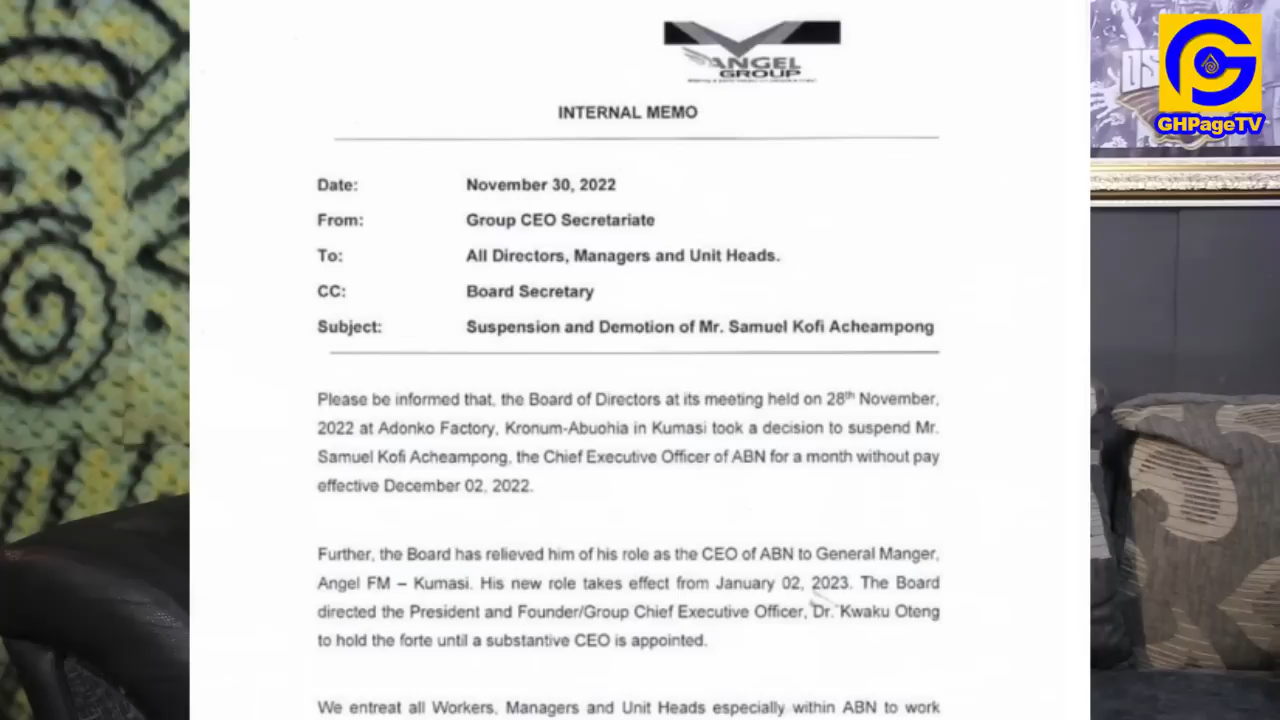 ANGEL
GROUP
INTERNAL MEMO
GHPageTV
Date: November 30, 2022
From: Group CEO Secretariate
To: All Directors, Managers and Unit Heads.
CC: Board Secretary
Subject: Suspension and Demotion of Mr. Samuel Kofi Acheampong
Please be informed that, the Board of Directors at its meeting held on 28th November,
2022 at Adonko Factory, Kronum-Abuohia in Kumasi took a decision to suspend Mr.
Samuel Kofi Acheampong, the Chief Executive Officer of ABN for a month without pay
effective December 02, 2022.
Further, the Board has relieved him of his role as the CEO of ABN to General Manger,
Angel FM – Kumasi. His new role takes effect from January 02, 2023. The Board
directed the President and Founder/Group Chief Executive Officer, Dr. Kwaku Oteng
to hold the forte until a substantive CEO is appointed.
We entreat all Workers, Managers and Unit Heads especially within ABN to work